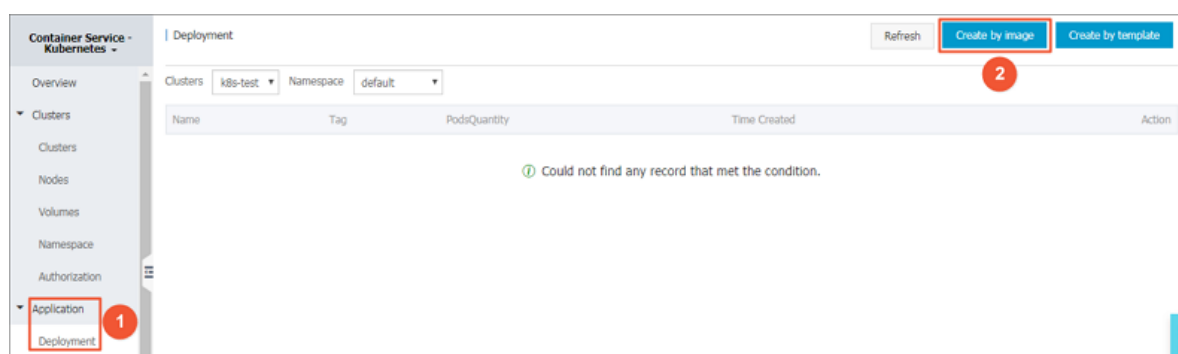 Container Service -
Kubernetes
Deployment
Refresh
Create by image
Create by template
2
Overview
Clusters k8s-test Namespace default
Clusters
Name Tag PodsQuantity Time Created Action
Clusters
Could not find any record that met the condition.
Nodes
Volumes
Namespace
Authorization
Application
1
Deployment